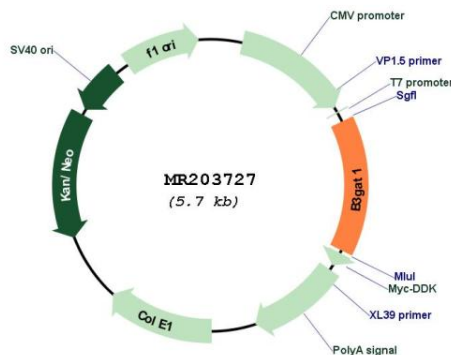 CMV promoter
VP1.5 primer
T7 promoter
SgfI
B3gat 1
MluI
Myc-DDK
XL39 primer
PolyA signal
Col E1
Kan/Neo
SV40 ori
f1 ori
MR203727
(5.7 kb)